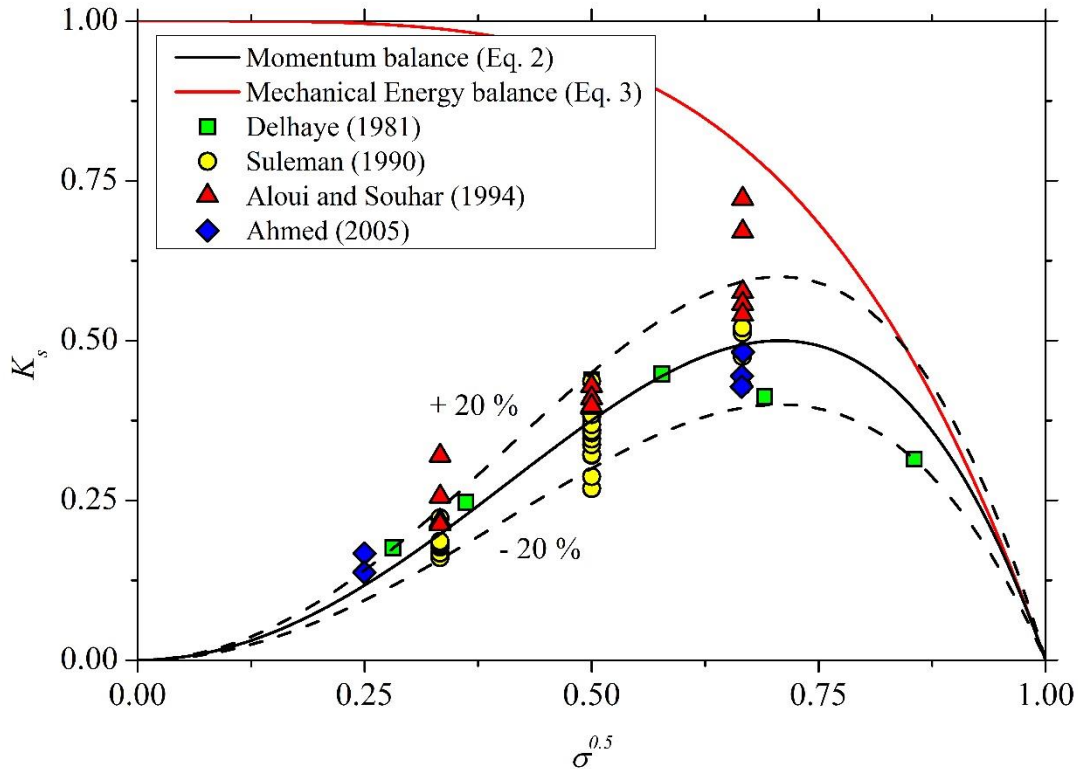 1.00
Momentum balance (Eq. 2)
Mechanical Energy balance (Eq. 3)
Delhaye (1981)
Suleman (1990)
Aloui and Souhar (1994)
Ahmed (2005)
0.75
0.50
0.25
0.00
K_s
+ 20 %
- 20 %
0.00 0.25 0.50 0.75 1.00
σ^0.5